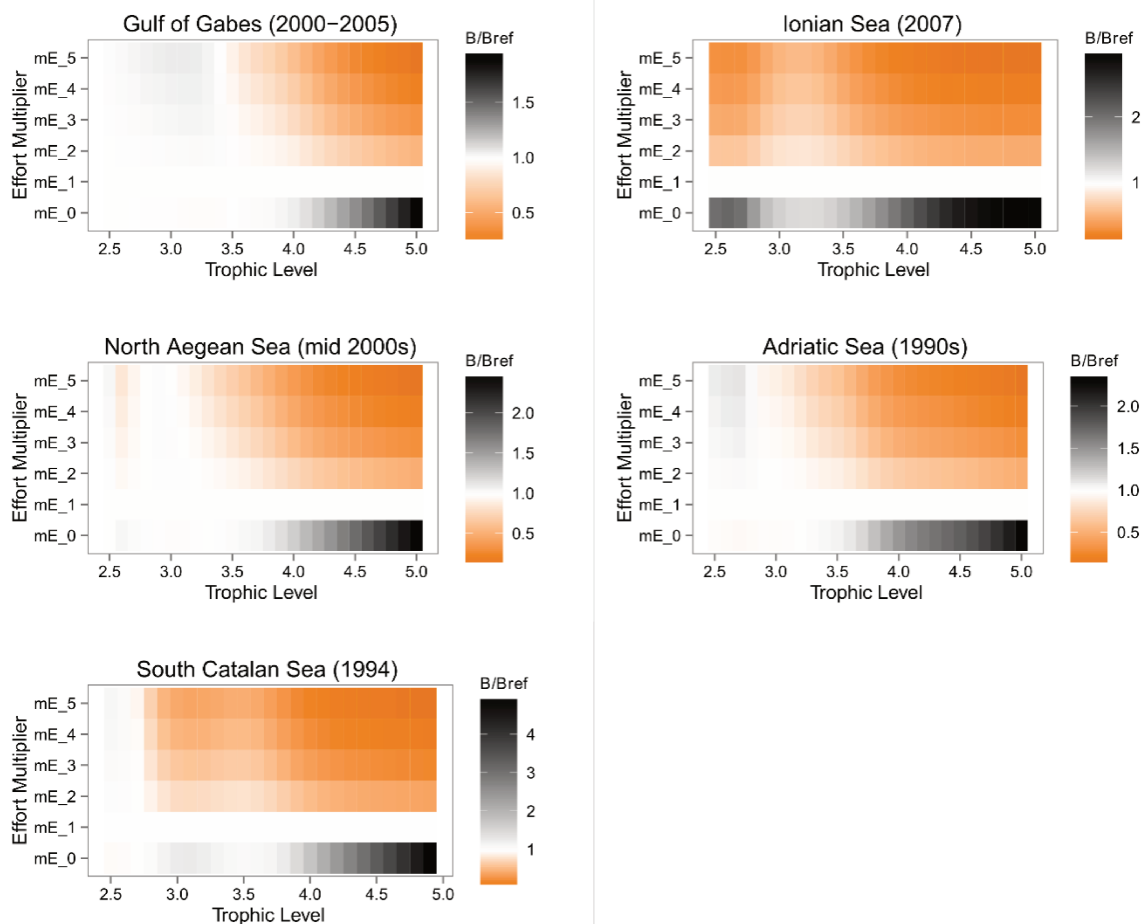 Gulf of Gabes (2000−2005)
B/Bref
Effort Multiplier
mE_5
mE_4
mE_3
mE_2
mE_1
mE_0
1.5
1.0
0.5
2.5 3.0 3.5 4.0 4.5 5.0
Trophic Level
Ionian Sea (2007)
B/Bref
Effort Multiplier
mE_5
mE_4
mE_3
mE_2
mE_1
mE_0
2
1
2.5 3.0 3.5 4.0 4.5 5.0
Trophic Level
North Aegean Sea (mid 2000s)
B/Bref
Effort Multiplier
mE_5
mE_4
mE_3
mE_2
mE_1
mE_0
2.0
1.5
1.0
0.5
2.5 3.0 3.5 4.0 4.5 5.0
Trophic Level
Adriatic Sea (1990s)
B/Bref
Effort Multiplier
mE_5
mE_4
mE_3
mE_2
mE_1
mE_0
2.0
1.5
1.0
0.5
2.5 3.0 3.5 4.0 4.5 5.0
Trophic Level
South Catalan Sea (1994)
B/Bref
Effort Multiplier
mE_5
mE_4
mE_3
mE_2
mE_1
mE_0
4
3
2
1
2.5 3.0 3.5 4.0 4.5 5.0
Trophic Level